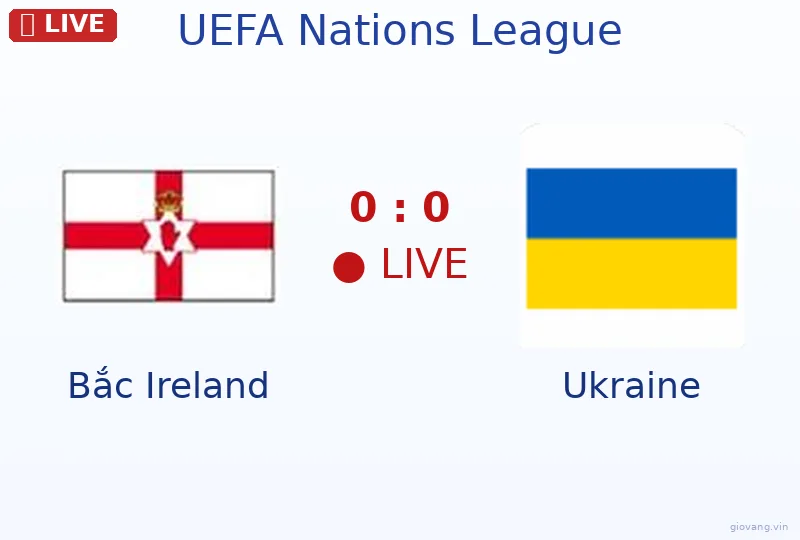 LIVE
UEFA Nations League
0 : 0
● LIVE
Bắc Ireland
Ukraine
giovang.vin